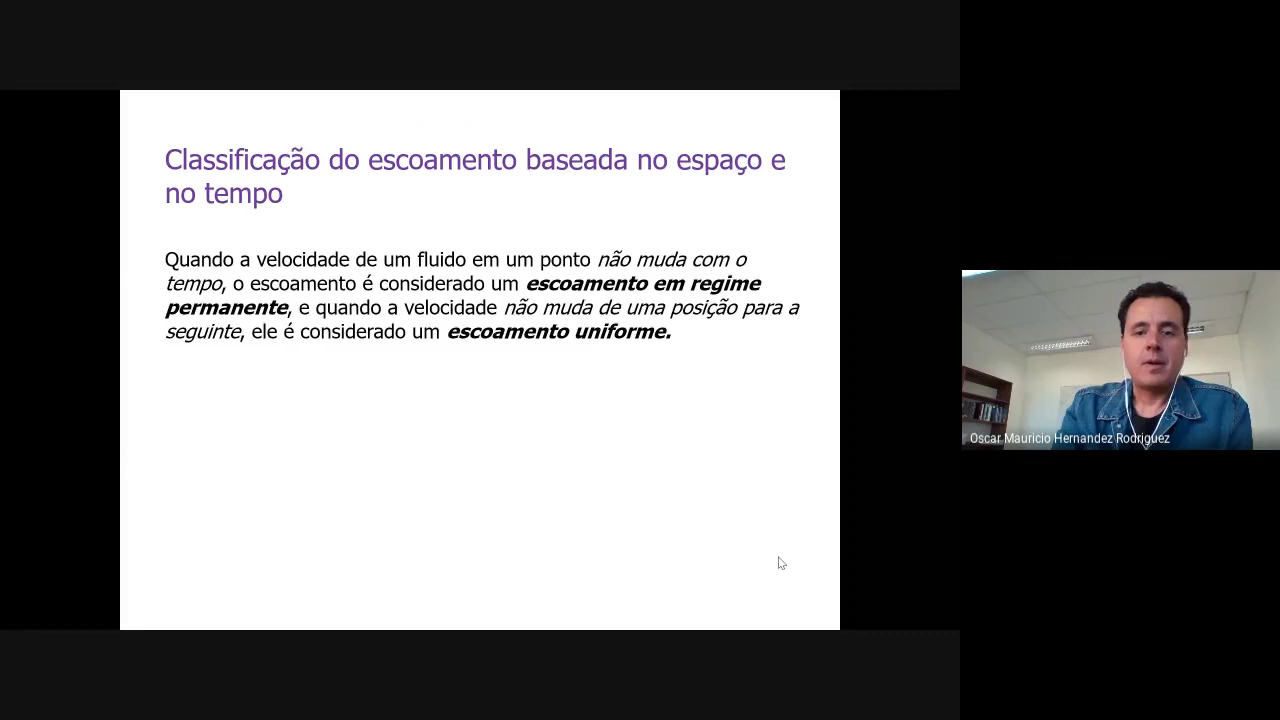 Classificação do escoamento baseada no espaço e
no tempo
Quando a velocidade de um fluido em um ponto não muda com o
tempo, o escoamento é considerado um escoamento em regime
permanente, e quando a velocidade não muda de uma posição para a
seguinte, ele é considerado um escoamento uniforme.
Oscar Mauricio Hernandez Rodriguez